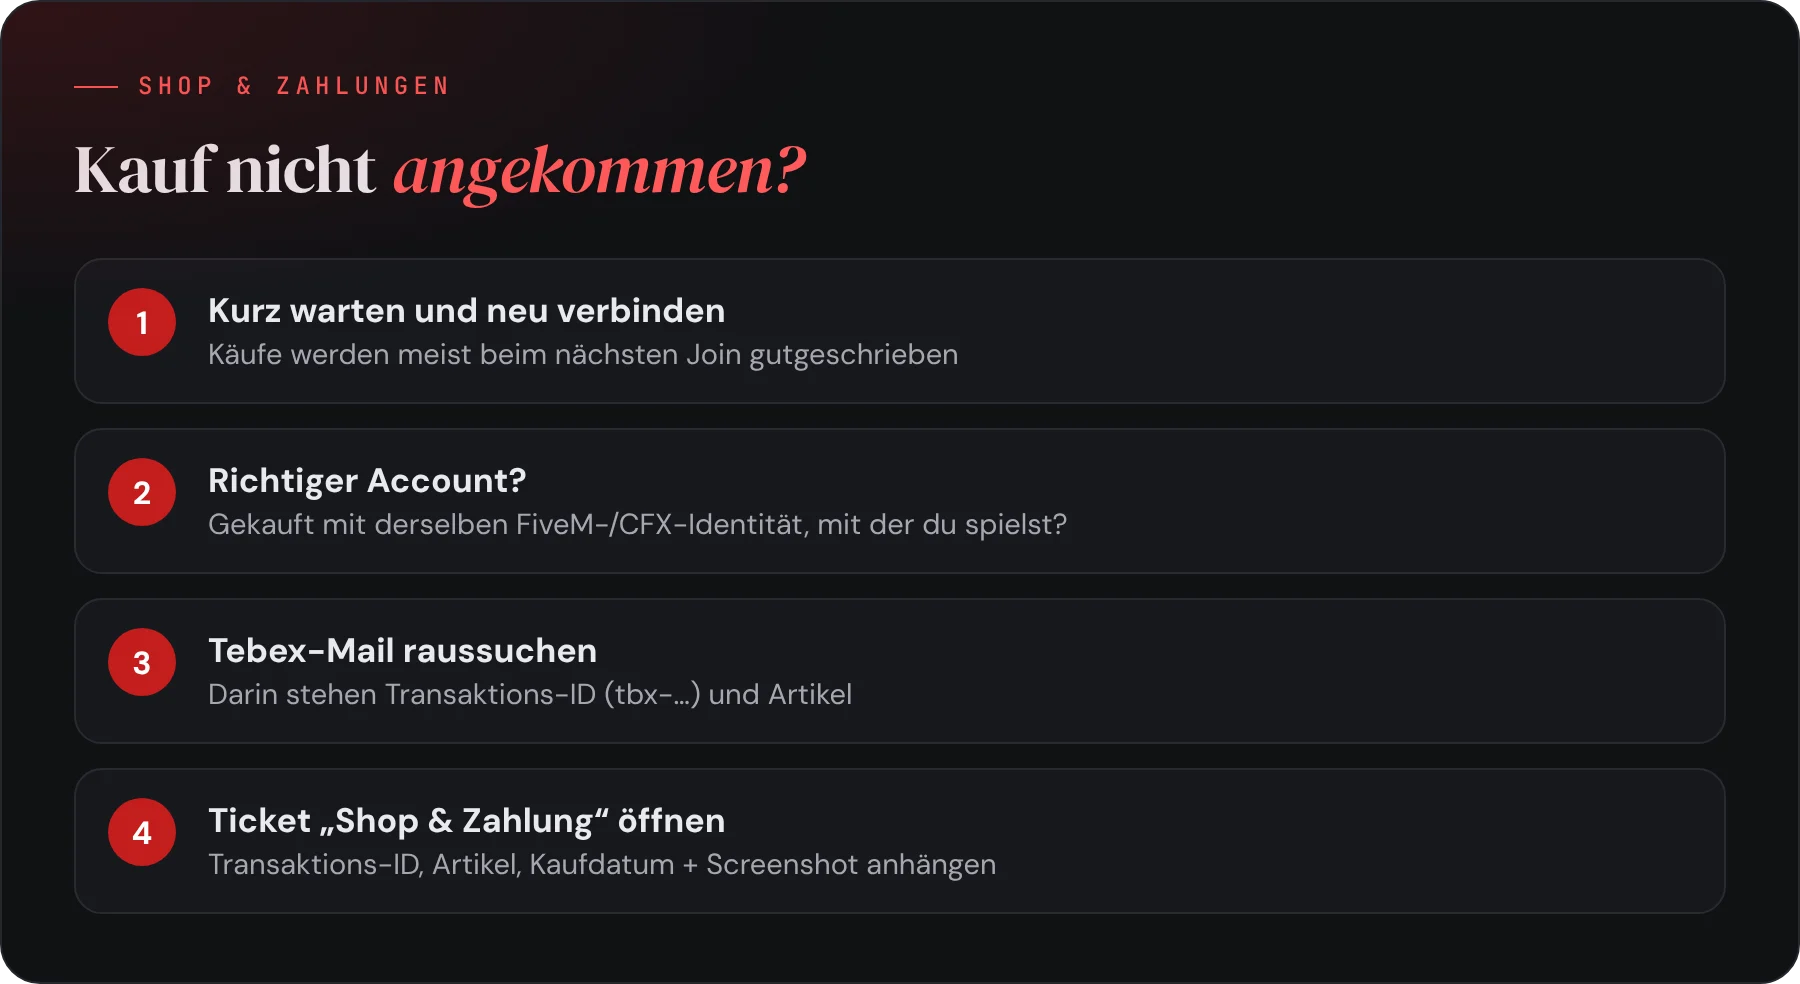 SHOP & ZAHLUNGEN
Kauf nicht angekommen?
1
Kurz warten und neu verbinden
Käufe werden meist beim nächsten Join gutgeschrieben
2
Richtiger Account?
Gekauft mit derselben FiveM-/CFX-Identität, mit der du spielst?
3
Tebex-Mail raussuchen
Darin stehen Transaktions-ID (tbx-…) und Artikel
4
Ticket „Shop & Zahlung“ öffnen
Transaktions-ID, Artikel, Kaufdatum + Screenshot anhängen